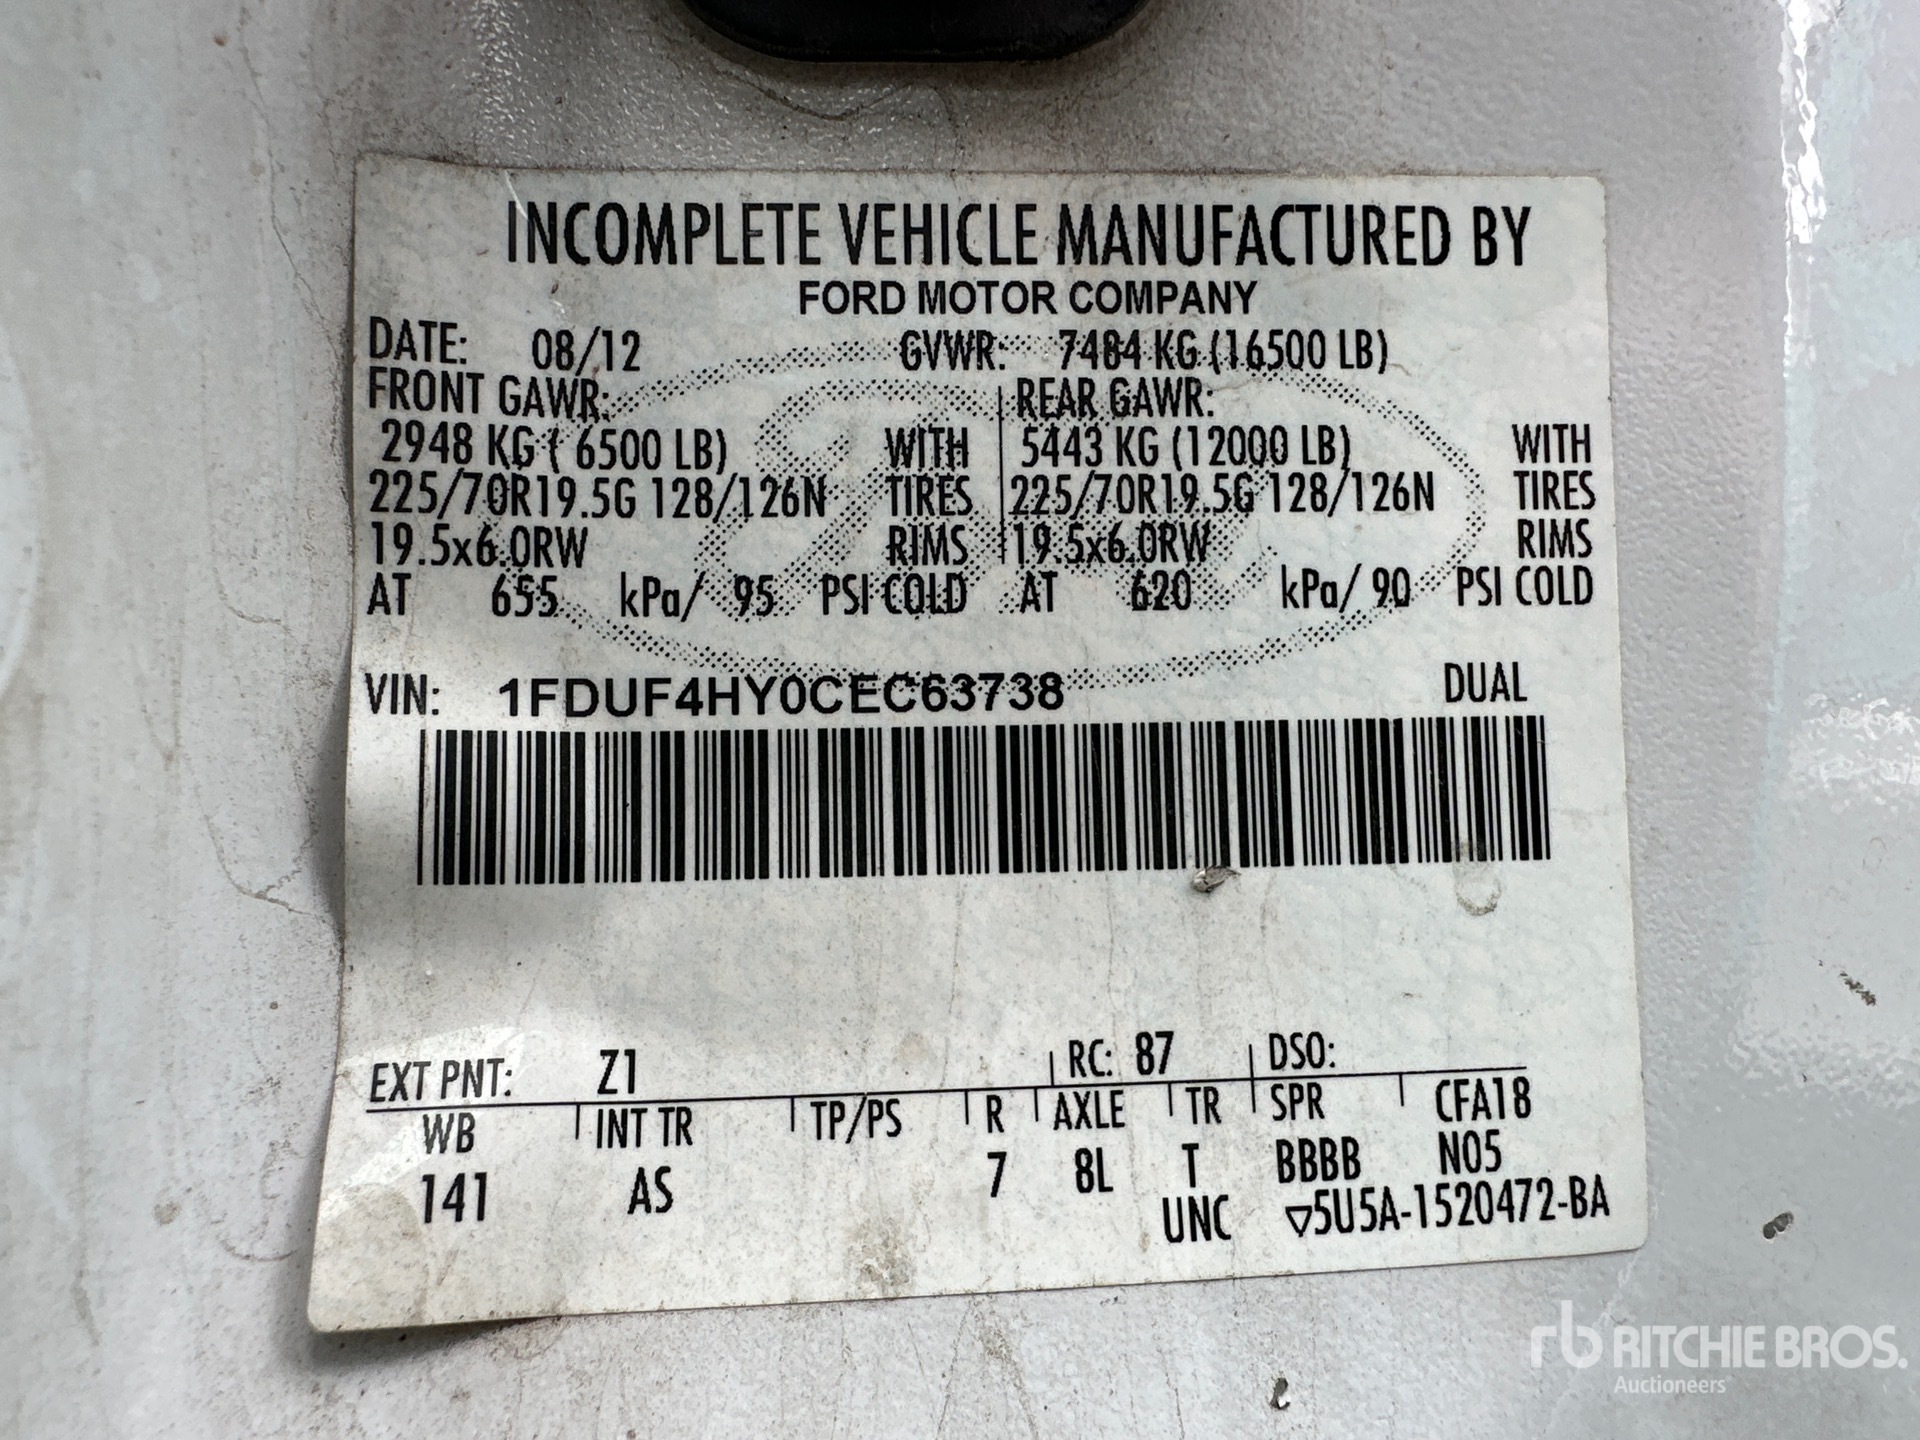 INCOMPLETE VEHICLE MANUFACTURED BY
FORD MOTOR COMPANY
DATE: 08/12 GVWR: 7484 KG (16500 LB)
FRONT GAWR: REAR GAWR:
2948 KG ( 6500 LB) WITH 5443 KG (12000 LB) WITH
225/70R19.5G 128/126N TIRES 225/70R19.5G 128/126N TIRES
19.5x6.0RW RIMS 19.5x6.0RW RIMS
AT 655 kPa/ 95 PSI COLD AT 620 kPa/ 90 PSI COLD
VIN: 1FDUF4HY0CEC63738 DUAL
EXT PNT: Z1 RC: 87 DSO:
WB INT TR TP/PS R AXLE TR SPR CFA18
141 AS 7 8L T BBBB N05
UNC ▽5U5A-1520472-BA
rb RITCHIE BROS.
Auctioneers